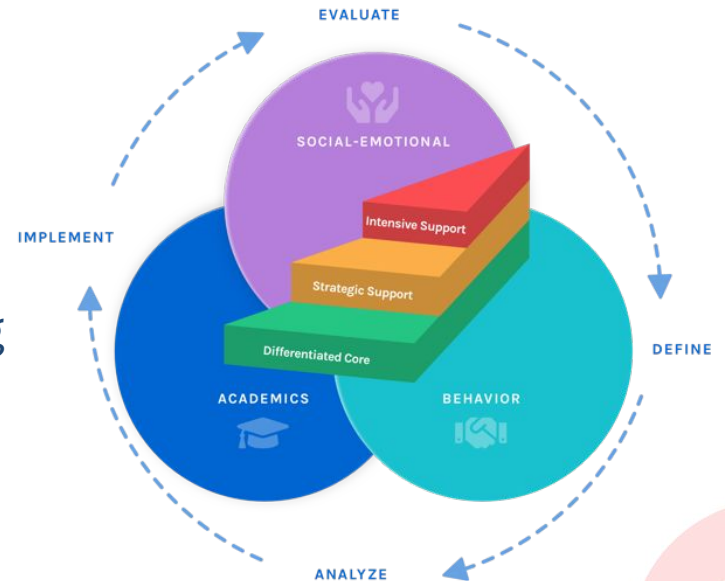 EVALUATE
SOCIAL-EMOTIONAL
Intensive Support
IMPLEMENT
Strategic Support
g
Differentiated Core
DEFINE
ACADEMICS
BEHAVIOR
ANALYZE